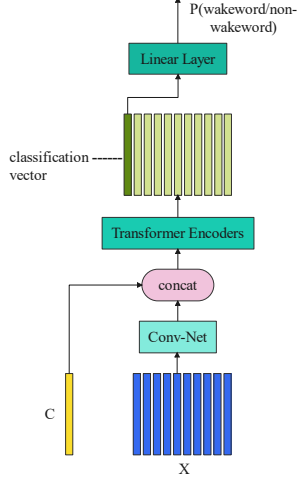 P(wakeword/non-
wakeword)
Linear Layer
classification
vector
Transformer Encoders
concat
Conv-Net
C
X